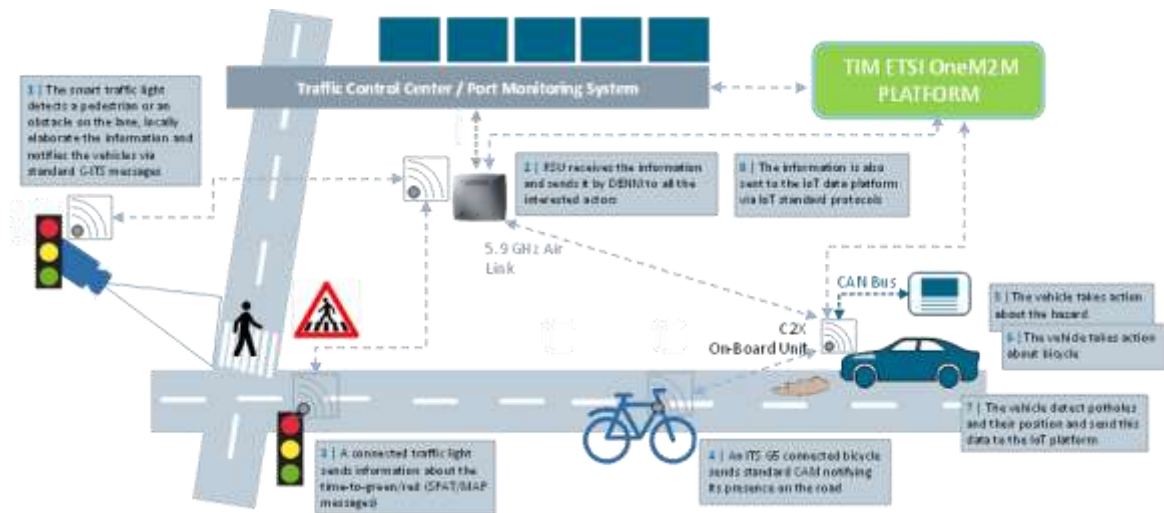 TIM ETSI OneM2M
PLATFORM
Traffic Control Center / Port Monitoring System
1 | The smart traffic light
detects a pedestrian or an
obstacle on the lane, locally
elaborate the information and
notifies the vehicles via
standard C-ITS messages
2 | RSU receives the information
and sends it by DENM to all the
interested actors
8 | The information is also
sent to the IoT data platform
via IoT standard protocols
5.9 GHz Air
Link
CAN Bus
C2X
On-Board Unit
5 | The vehicle takes action
about the hazard
6 | The vehicle takes action
about bicycle
7 | The vehicle detect potholes
and their position and send this
data to the IoT platform
3 | A connected traffic light
sends information about the
time-to-green/red (SPAT/MAP
messages)
4 | An ITS G5 connected bicycle
sends standard CAM notifying
its presence on the road